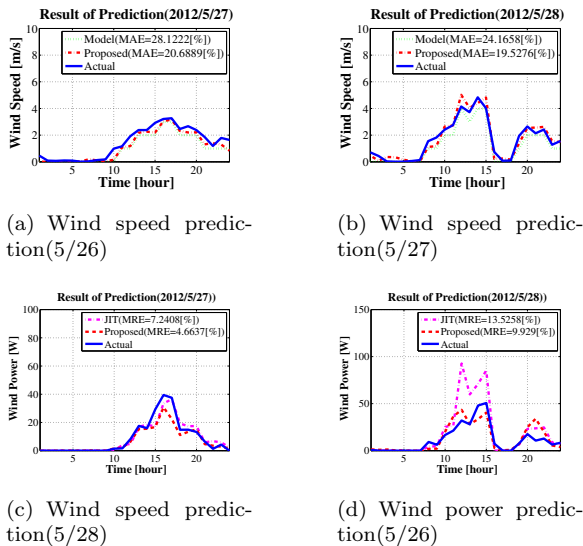 Result of Prediction(2012/5/27)
Wind Speed [m/s]
10
8
6
4
2
0
Model(MAE=28.1222[%])
Proposed(MAE=20.6889[%])
Actual
5 10 15 20
Time [hour]
(a) Wind speed predic-
tion(5/26)
Result of Prediction(2012/5/28)
Wind Speed [m/s]
10
8
6
4
2
0
Model(MAE=24.1658[%])
Proposed(MAE=19.5276[%])
Actual
5 10 15 20
Time [hour]
(b) Wind speed predic-
tion(5/27)
Result of Prediction(2012/5/27))
Wind Power [W]
100
80
60
40
20
0
JIT(MRE=7.2408[%])
Proposed(MRE=4.6637[%])
Actual
5 10 15 20
Time [hour]
(c) Wind speed predic-
tion(5/28)
Result of Prediction(2012/5/28))
Wind Power [W]
150
100
50
0
JIT(MRE=13.5258[%])
Proposed(MRE=9.929[%])
Actual
5 10 15 20
Time [hour]
(d) Wind power predic-
tion(5/26)